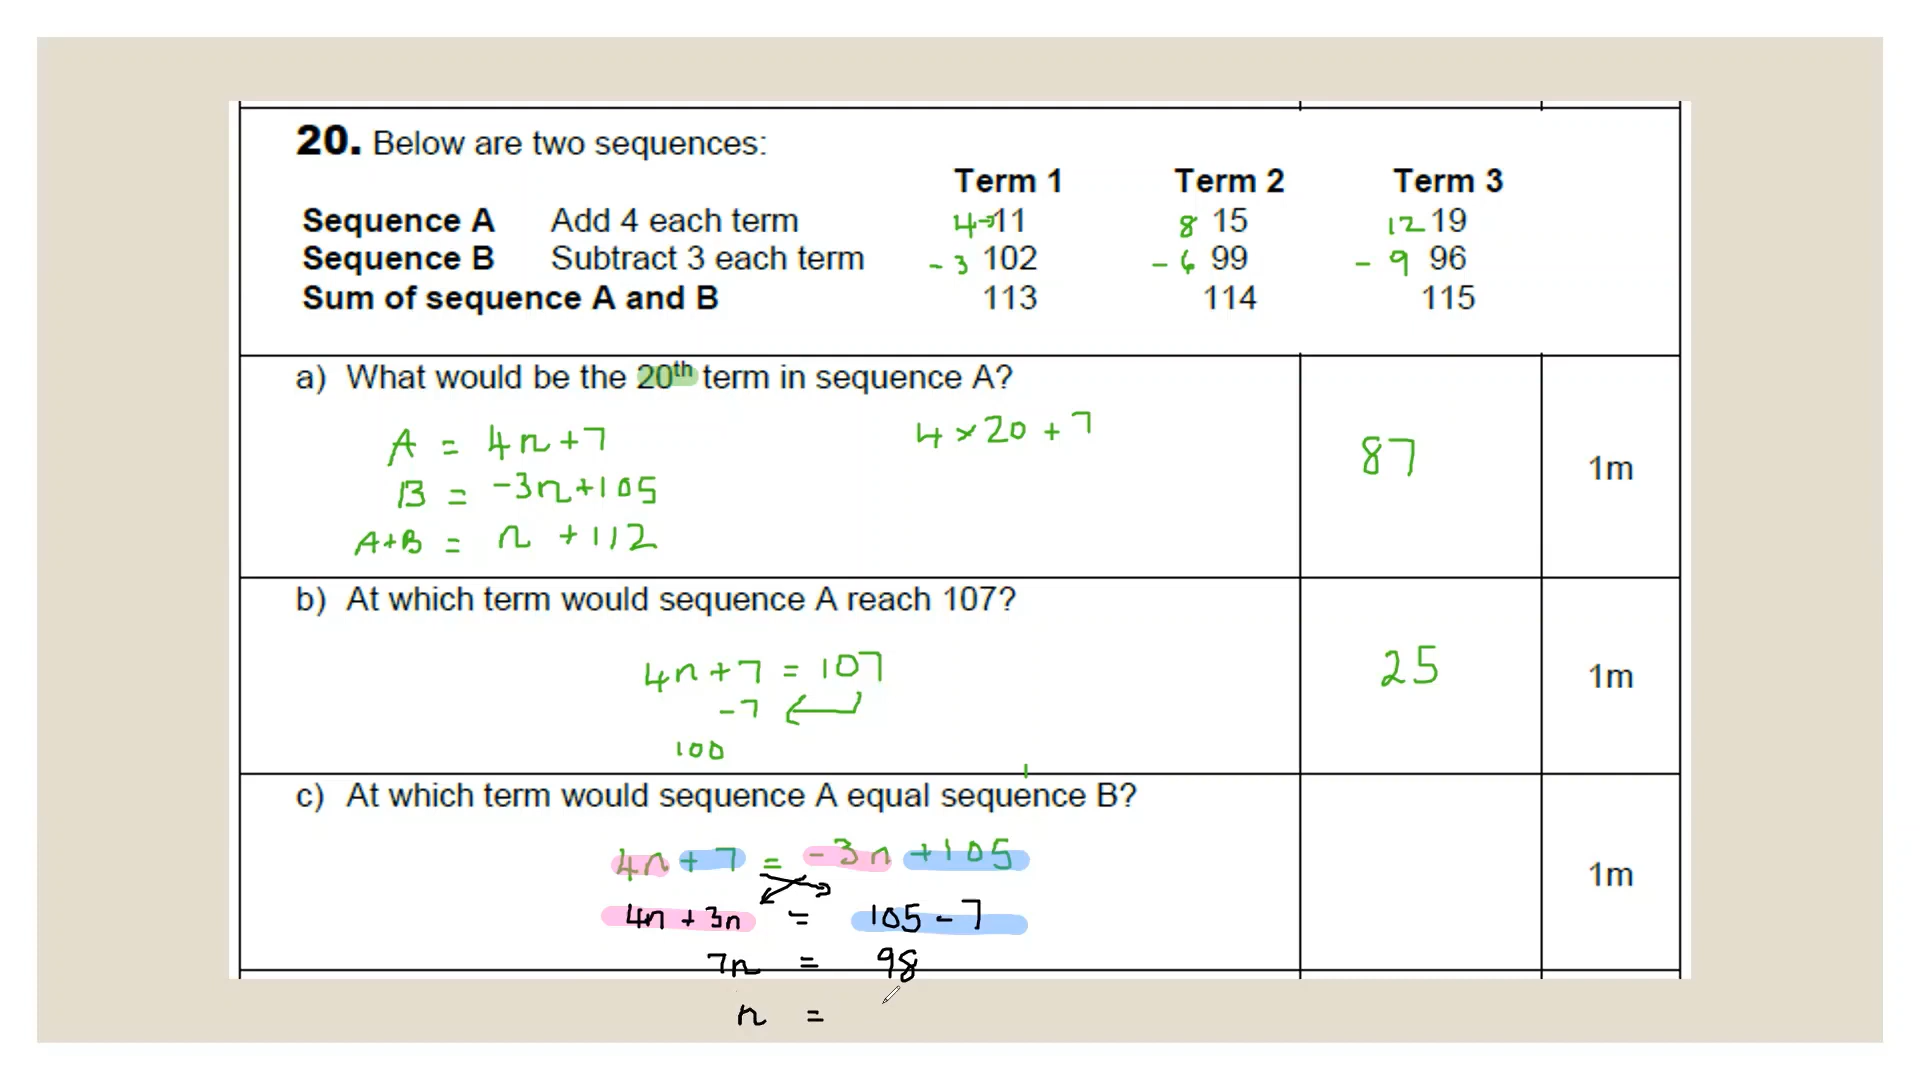 20. Below are two sequences:
Term 1 Term 2 Term 3
Sequence A Add 4 each term 4→11 8 15 12 19
Sequence B Subtract 3 each term -3 102 -6 99 -9 96
Sum of sequence A and B 113 114 115
a) What would be the 20th term in sequence A?
A = 4n+7 4×20+7
B = -3n+105 87 1m
A+B = n +112
b) At which term would sequence A reach 107?
4n+7 = 107 25 1m
-7 ←
100
c) At which term would sequence A equal sequence B?
4n + 7 = -3n +105 1m
4n + 3n = 105 - 7
7n = 98
n =